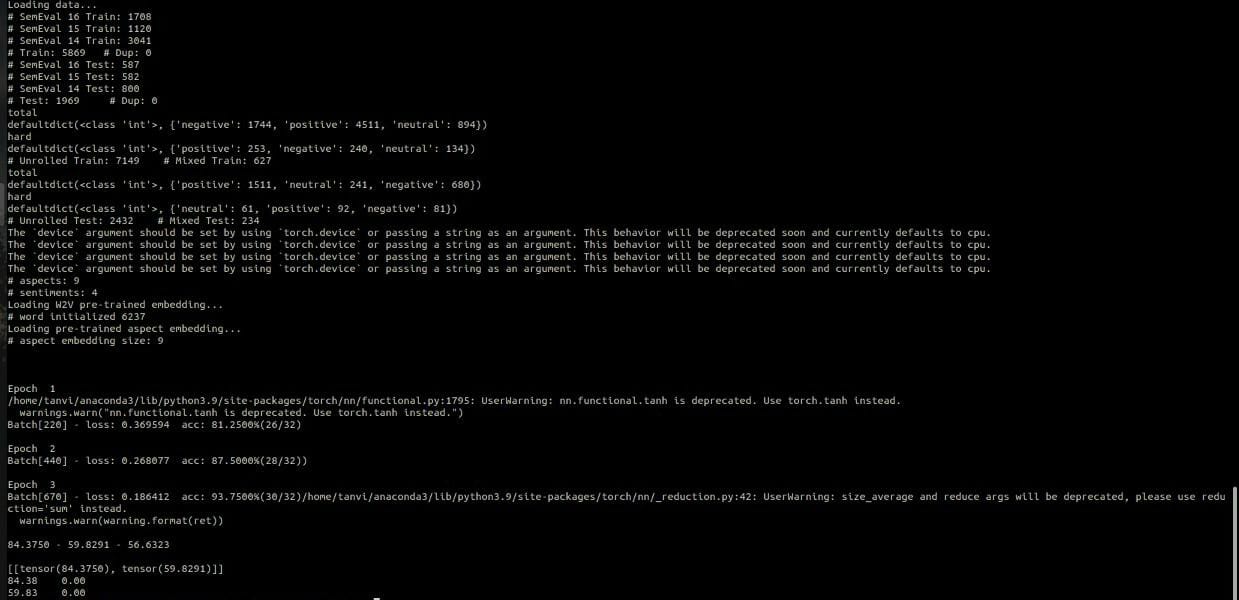 Loading data...
# SemEval 16 Train: 1708
# SemEval 15 Train: 1120
# SemEval 14 Train: 3041
# Train: 5869   # Dup: 0
# SemEval 16 Test: 587
# SemEval 15 Test: 582
# SemEval 14 Test: 800
# Test: 1969     # Dup: 0
total
defaultdict(<class 'int'>, {'negative': 1744, 'positive': 4511, 'neutral': 894})
hard
defaultdict(<class 'int'>, {'positive': 253, 'negative': 240, 'neutral': 134})
# Unrolled Train: 7149    # Mixed Train: 627
total
defaultdict(<class 'int'>, {'positive': 1511, 'neutral': 241, 'negative': 680})
hard
defaultdict(<class 'int'>, {'neutral': 61, 'positive': 92, 'negative': 81})
# Unrolled Test: 2432    # Mixed Test: 234
The `device` argument should be set by using `torch.device` or passing a string as an argument. This behavior will be deprecated soon and currently defaults to cpu.
The `device` argument should be set by using `torch.device` or passing a string as an argument. This behavior will be deprecated soon and currently defaults to cpu.
The `device` argument should be set by using `torch.device` or passing a string as an argument. This behavior will be deprecated soon and currently defaults to cpu.
The `device` argument should be set by using `torch.device` or passing a string as an argument. This behavior will be deprecated soon and currently defaults to cpu.
# aspects: 9
# sentiments: 4
Loading W2V pre-trained embedding...
# word initialized 6237
Loading pre-trained aspect embedding...
# aspect embedding size: 9
Epoch  1
/home/tanvi/anaconda3/lib/python3.9/site-packages/torch/nn/functional.py:1795: UserWarning: nn.functional.tanh is deprecated. Use torch.tanh instead.
  warnings.warn("nn.functional.tanh is deprecated. Use torch.tanh instead.")
Batch[220] - loss: 0.369594  acc: 81.2500%(26/32)
Epoch  2
Batch[440] - loss: 0.268077  acc: 87.5000%(28/32))
Epoch  3
Batch[670] - loss: 0.186412  acc: 93.7500%(30/32)/home/tanvi/anaconda3/lib/python3.9/site-packages/torch/nn/_reduction.py:42: UserWarning: size_average and reduce args will be deprecated, please use redu
ction='sum' instead.
  warnings.warn(warning.format(ret))
84.3750 - 59.8291 - 56.6323
[[tensor(84.3750), tensor(59.8291)]]
84.38    0.00
59.83    0.00